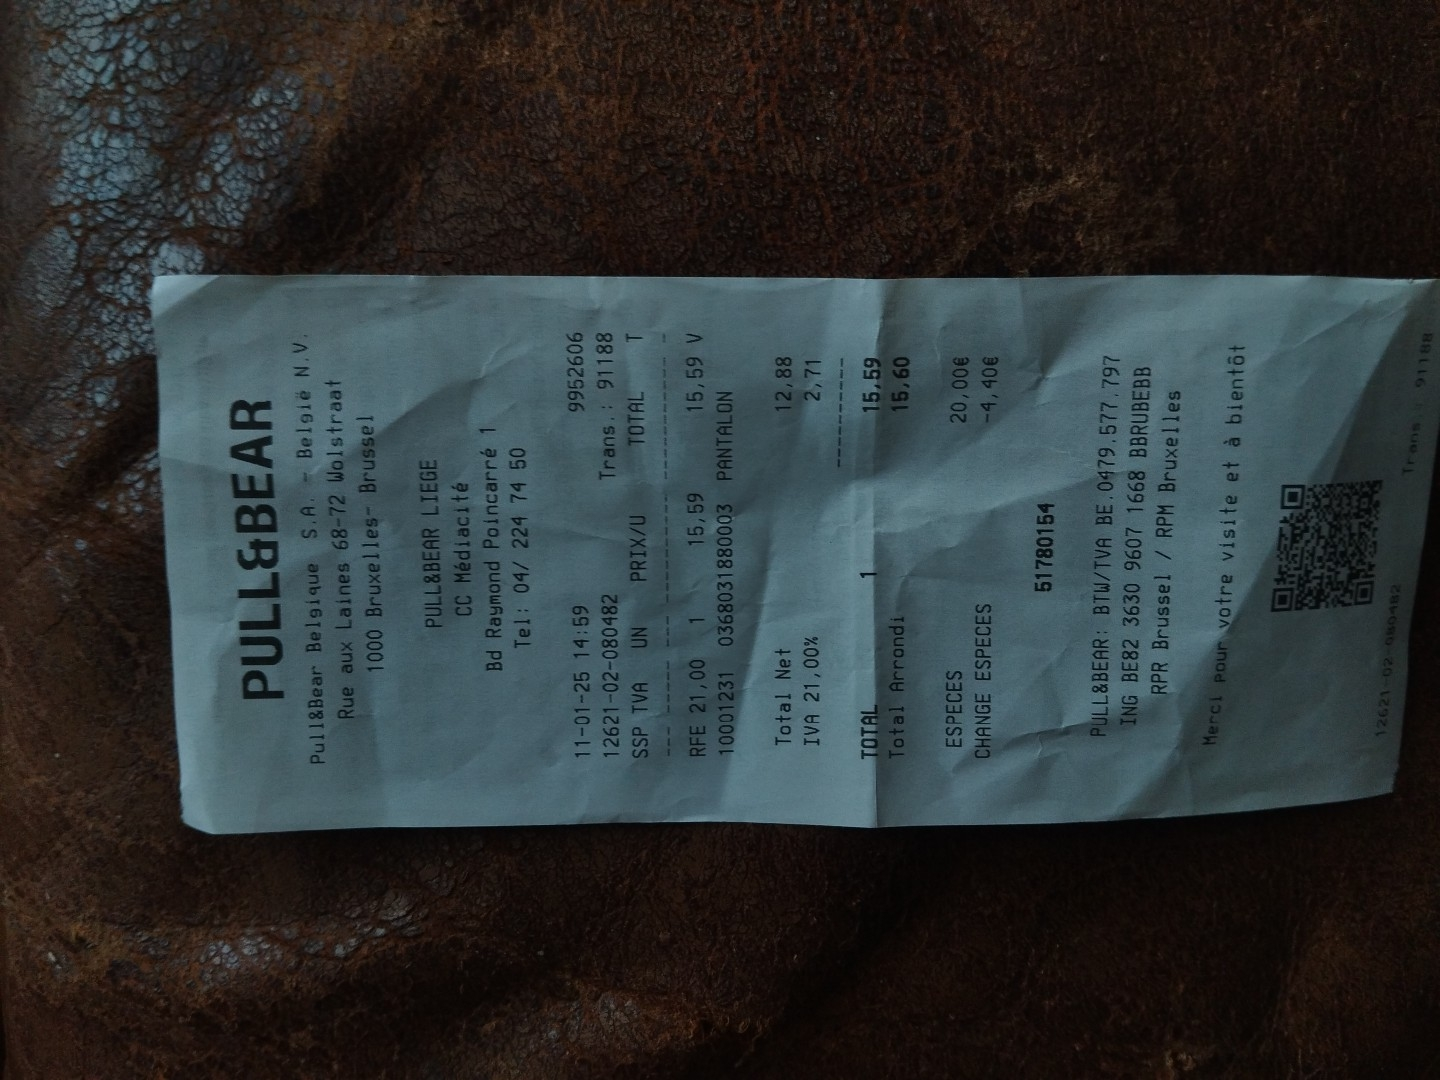 PULL&BEAR
Pull&Bear Belgique S.A. - België N.V.
Rue aux Laines 68-72 Wolstraat
1000 Bruxelles- Brussel
PULL&BEAR LIEGE
CC Médiacité
Bd Raymond Poincarré 1
Tel: 04/ 224 74 50
11-01-25 14:59 9952606
12621-02-080482 Trans.: 91188
SSP TVA UN PRIX/U TOTAL T
RFE 21,00 1 15,59 15,59 V
10001231 03680318800​03 PANTALON
Total Net 12,88
IVA 21,00% 2,71
TOTAL 1 15,59
Total Arrondi 15,60
ESPECES 20,00€
CHANGE ESPECES -4,40€
51780154
PULL&BEAR: BTW/TVA BE.0479.577.797
ING BE82 3630 9607 1668 BBRUBEBB
RPR Brussel / RPM Bruxelles
Merci pour votre visite et à bientôt
12621-02-080482 Trans.: 91188